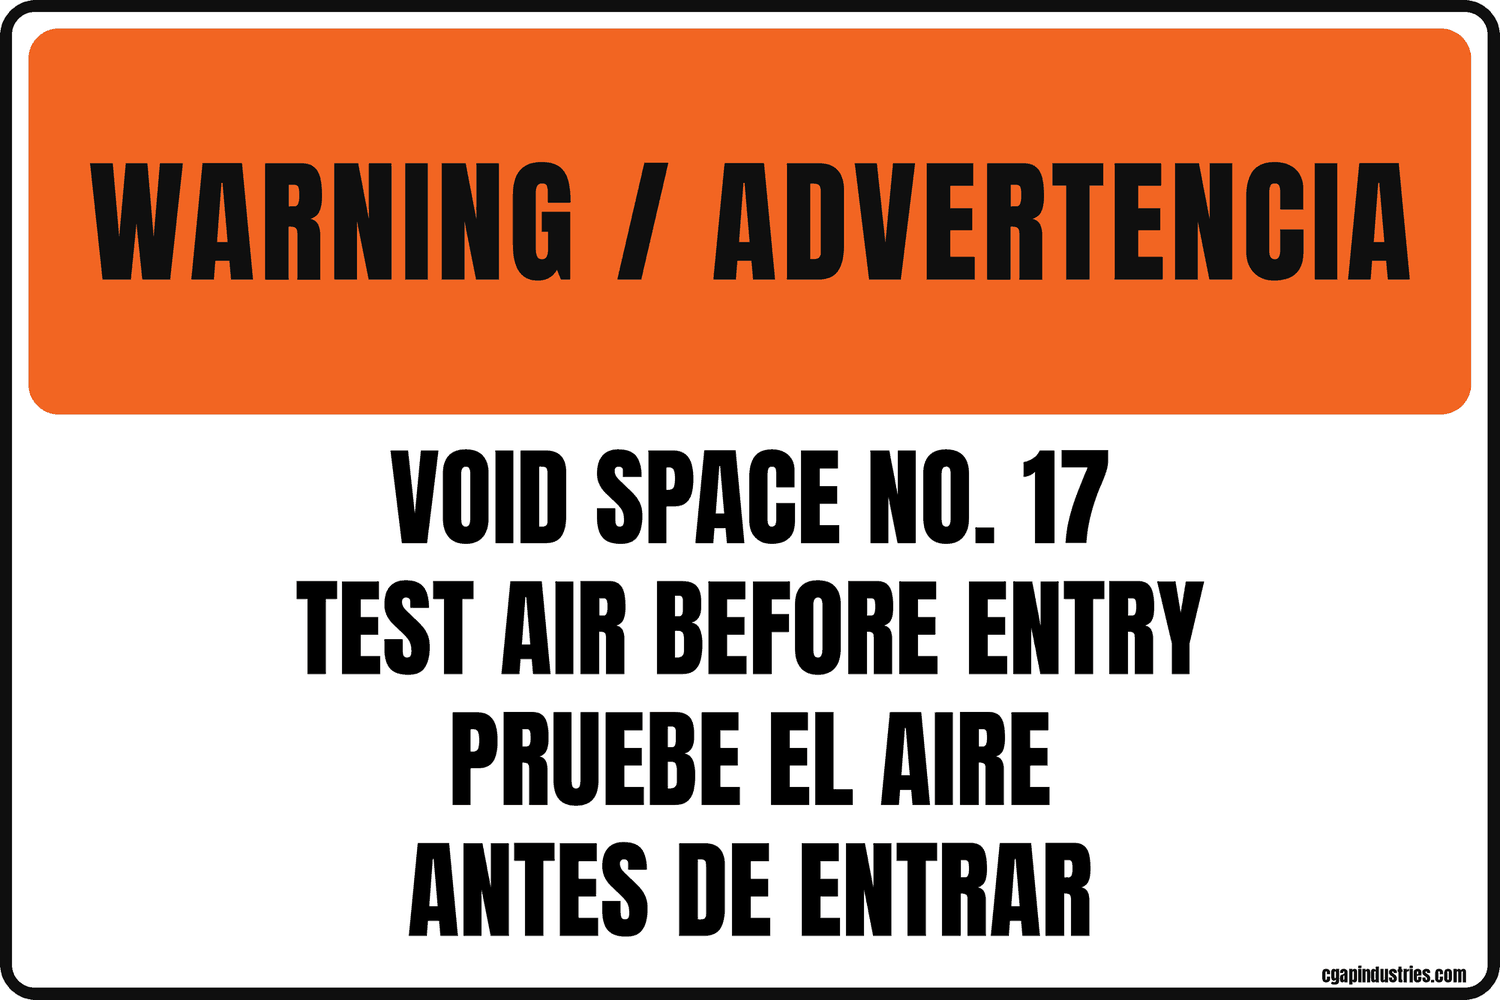 WARNING / ADVERTENCIA
VOID SPACE NO. 17
TEST AIR BEFORE ENTRY
PRUEBE EL AIRE
ANTES DE ENTRAR
cgapindustries.com